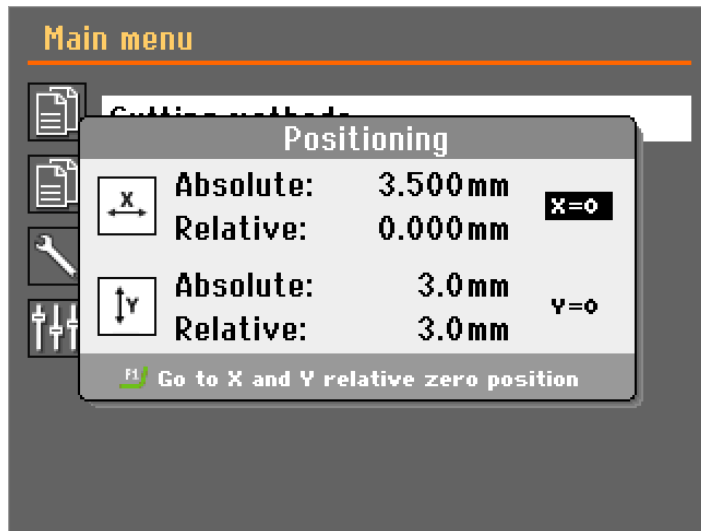 Main menu
Positioning
X
Absolute: 3.500mm
X=0
Relative: 0.000mm
Y
Absolute: 3.0mm
Y=0
Relative: 3.0mm
F1 Go to X and Y relative zero position